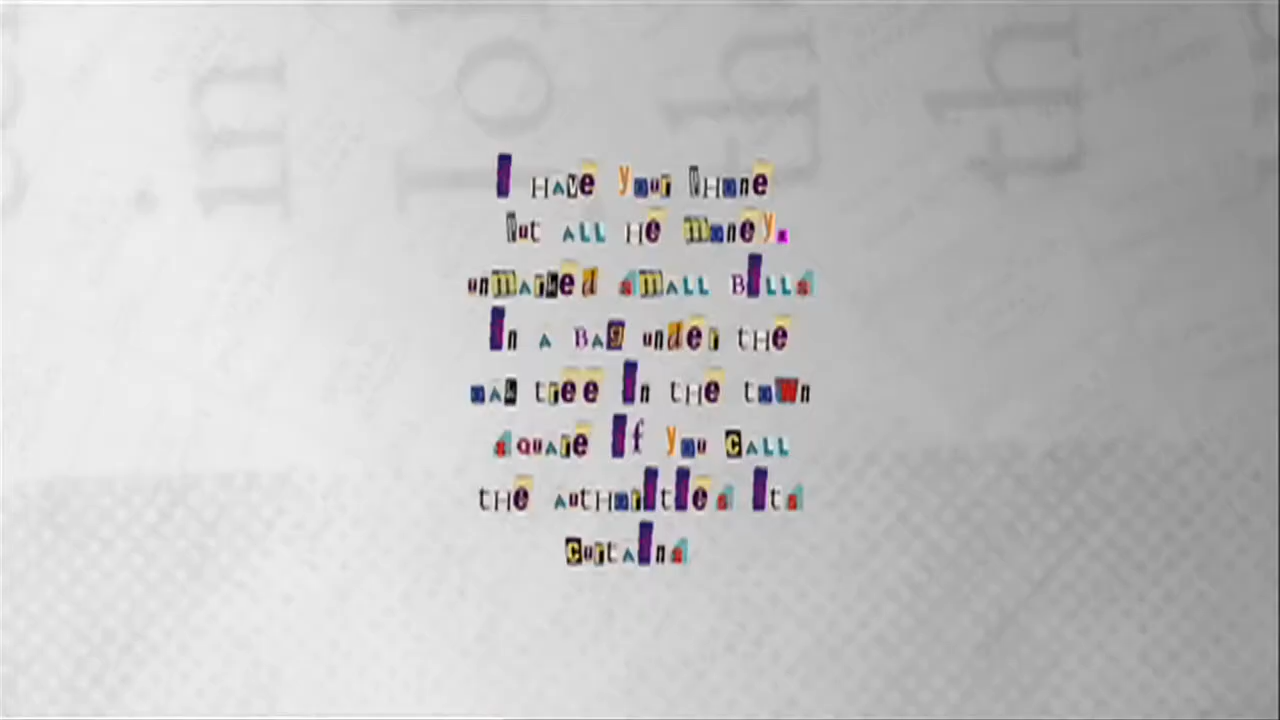 I HAVe your PHone
Put ALL He money.
unmArked smALL BILLs
In A BAg under tHe
oAk tree In tHe town
sQuAre If you cALL
tHe AutHorItIes Its
curtAIns